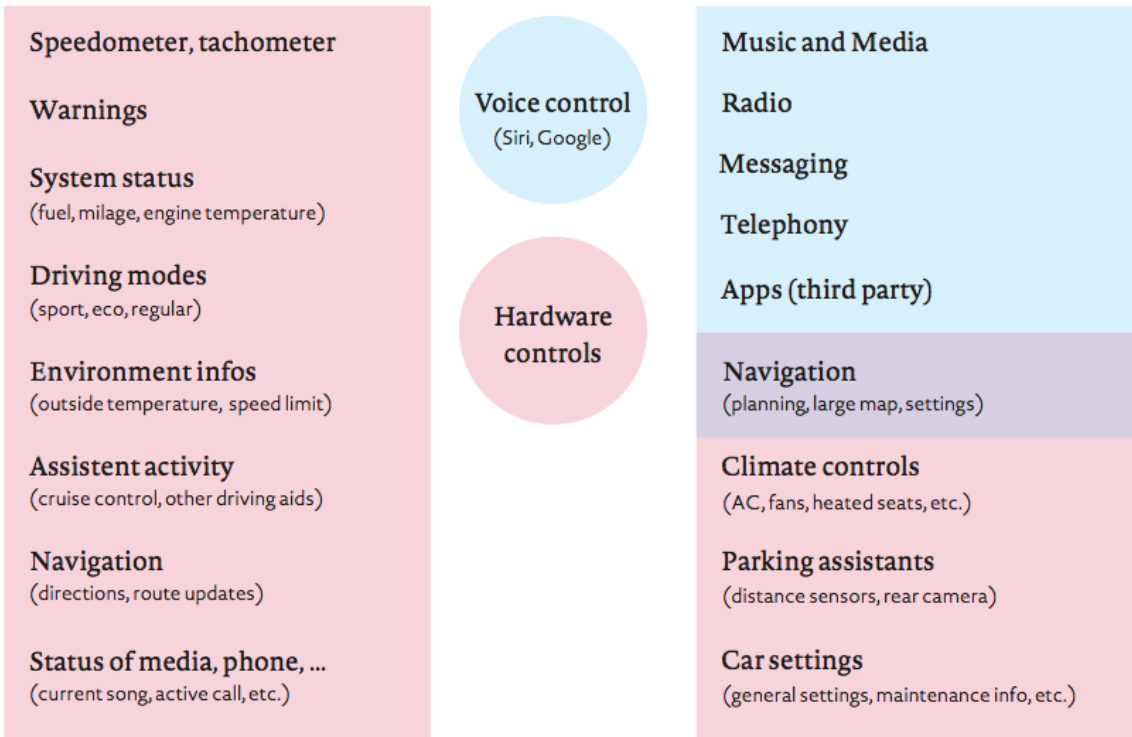 Speedometer, tachometer
Warnings
System status
(fuel, milage, engine temperature)
Driving modes
(sport, eco, regular)
Environment infos
(outside temperature, speed limit)
Assistent activity
(cruise control, other driving aids)
Navigation
(directions, route updates)
Status of media, phone, ...
(current song, active call, etc.)
Voice control
(Siri, Google)
Hardware
controls
Music and Media
Radio
Messaging
Telephony
Apps (third party)
Navigation
(planning, large map, settings)
Climate controls
(AC, fans, heated seats, etc.)
Parking assistants
(distance sensors, rear camera)
Car settings
(general settings, maintenance info, etc.)